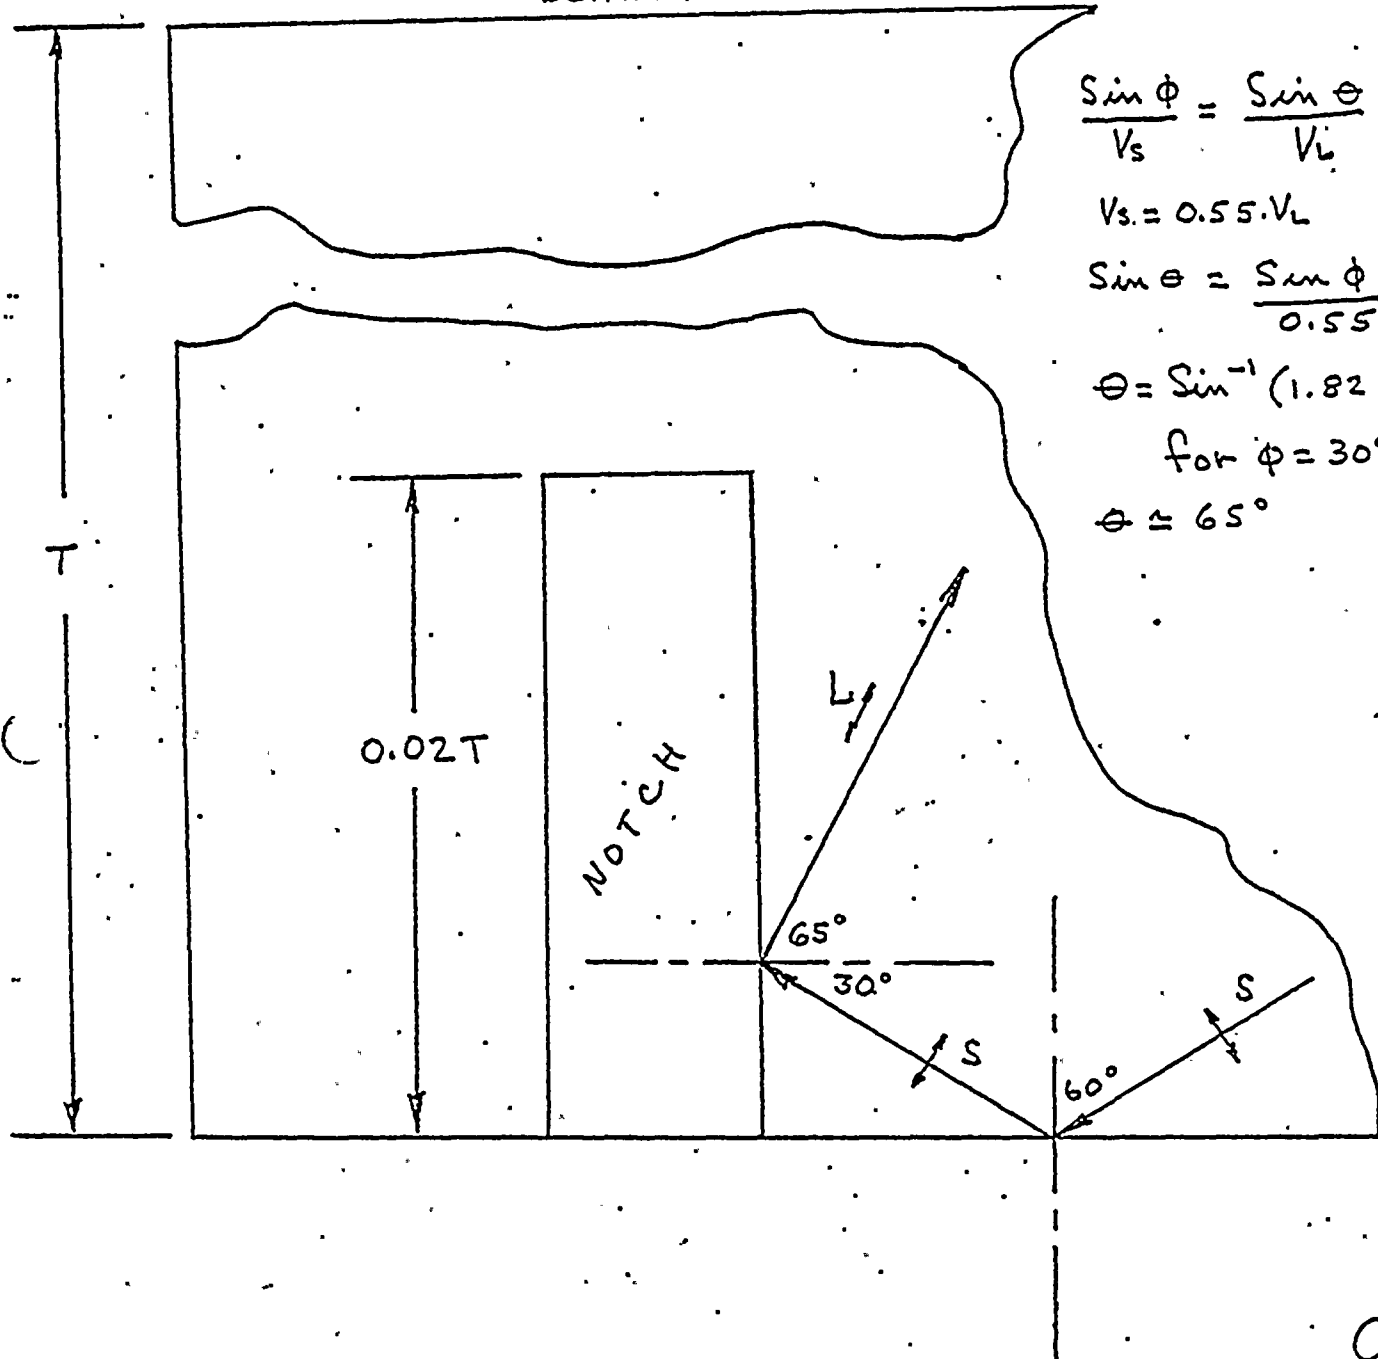 Sin φ / Vs = Sin θ / VL
Vs = 0.55 VL
Sin θ = Sin φ / 0.55
θ = Sin⁻¹ (1.82
for φ = 30°
θ ≃ 65°
T
0.02T
NOTCH
L
65°
30°
S
S
60°